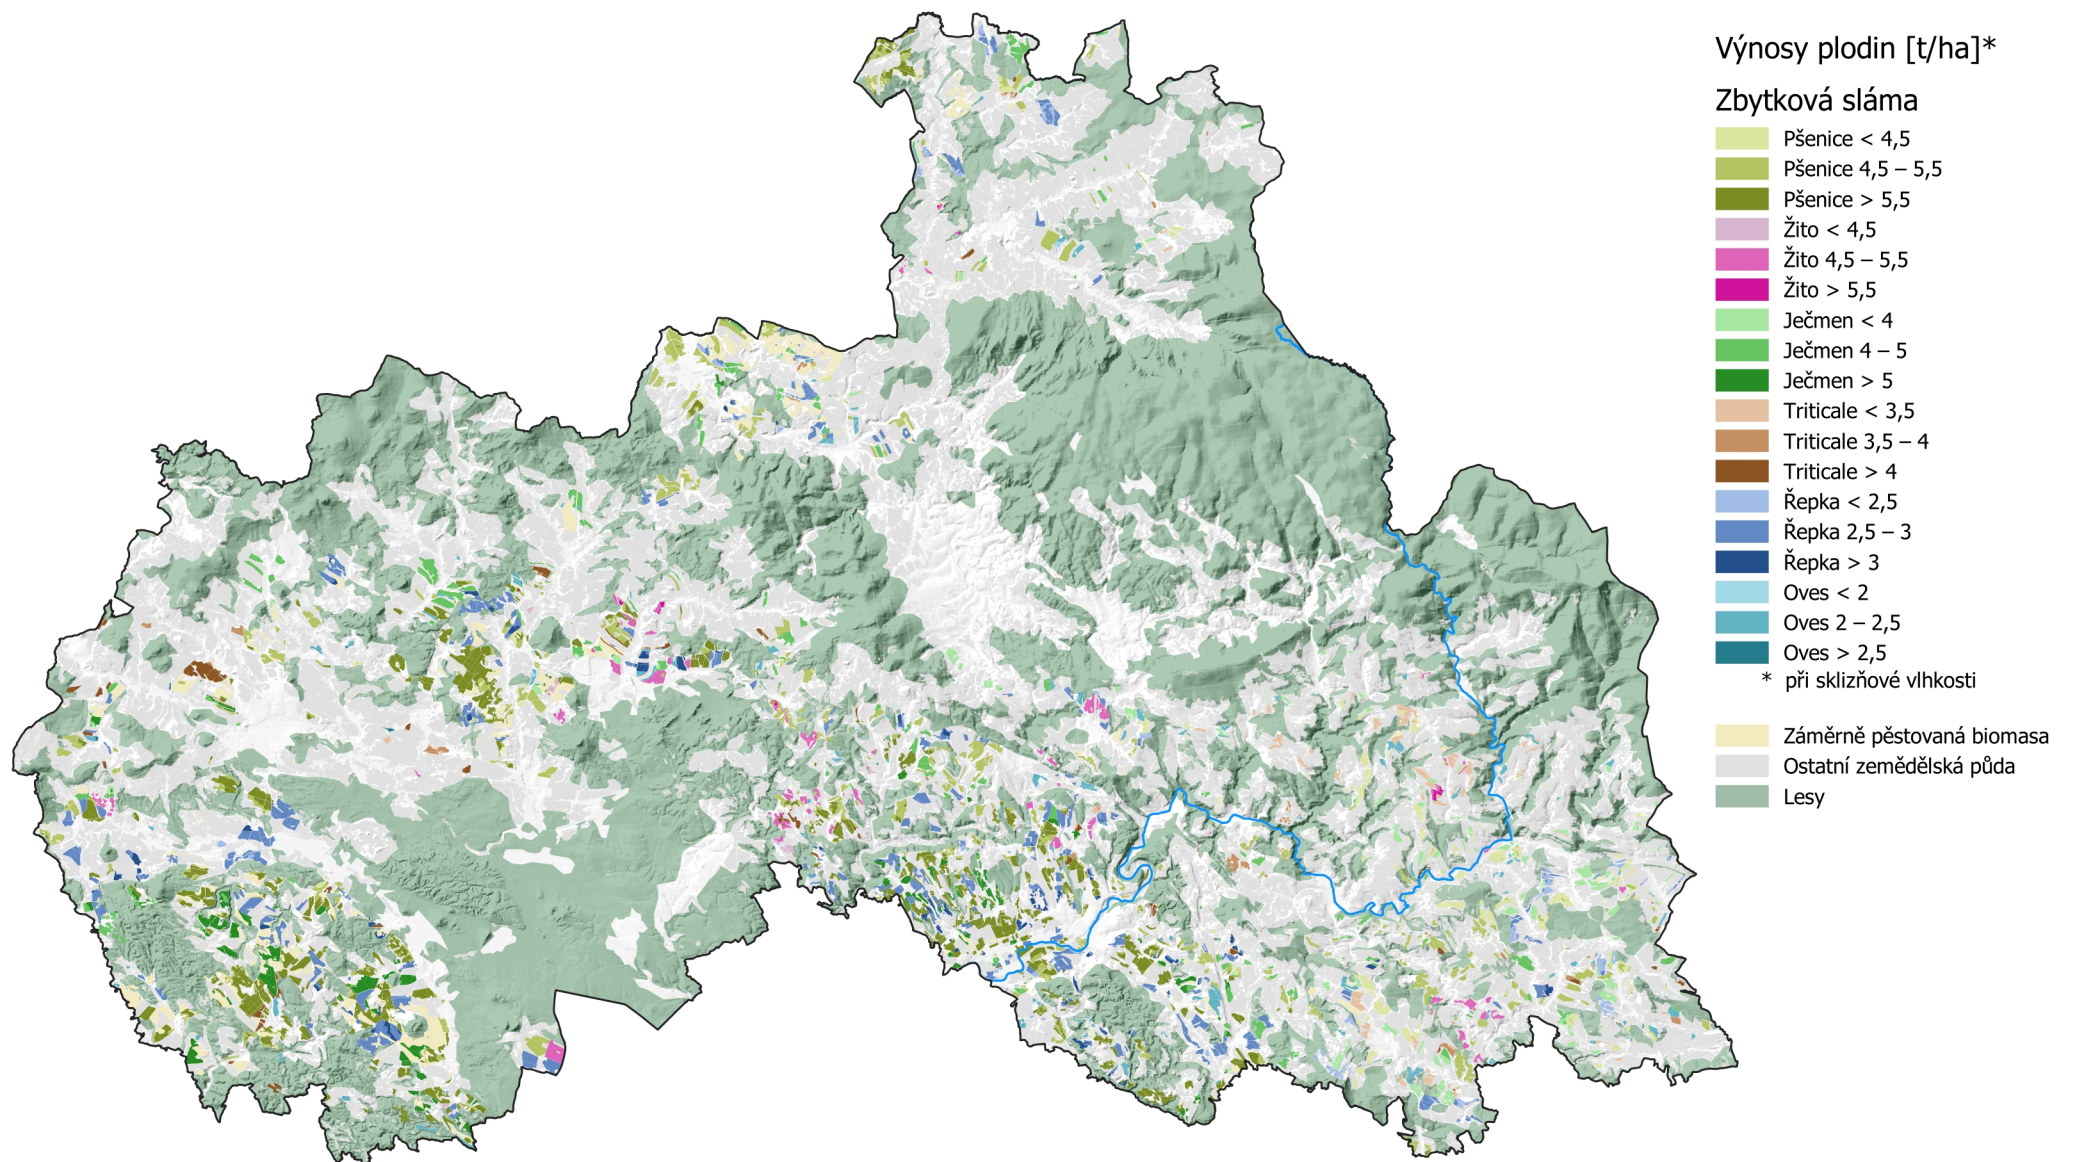 Výnosy plodin [t/ha]*
Zbytková sláma
Pšenice < 4,5
Pšenice 4,5 – 5,5
Pšenice > 5,5
Žito < 4,5
Žito 4,5 – 5,5
Žito > 5,5
Ječmen < 4
Ječmen 4 – 5
Ječmen > 5
Triticale < 3,5
Triticale 3,5 – 4
Triticale > 4
Řepka < 2,5
Řepka 2,5 – 3
Řepka > 3
Oves < 2
Oves 2 – 2,5
Oves > 2,5
* při sklizňové vlhkosti
Záměrně pěstovaná biomasa
Ostatní zemědělská půda
Lesy